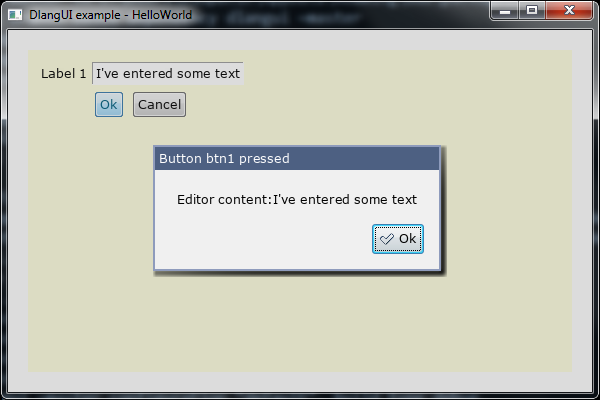 DlangUI example - HelloWorld
Label 1 I've entered some text
Ok Cancel
Button btn1 pressed
Editor content:I've entered some text
Ok